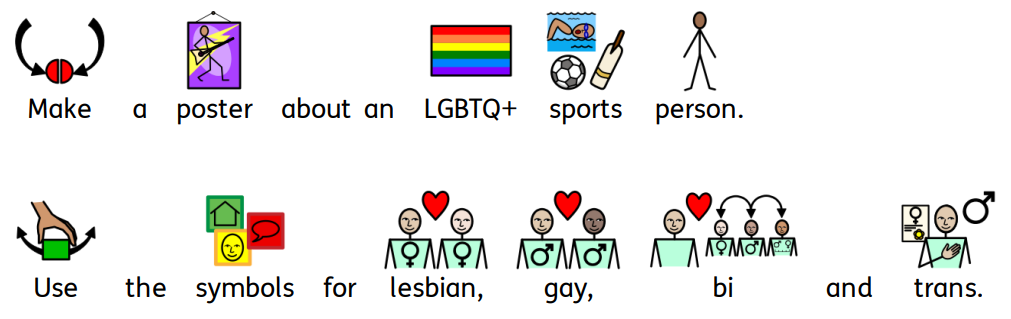 Make a poster about an LGBTQ+ sports person.
Use the symbols for lesbian, gay, bi and trans.